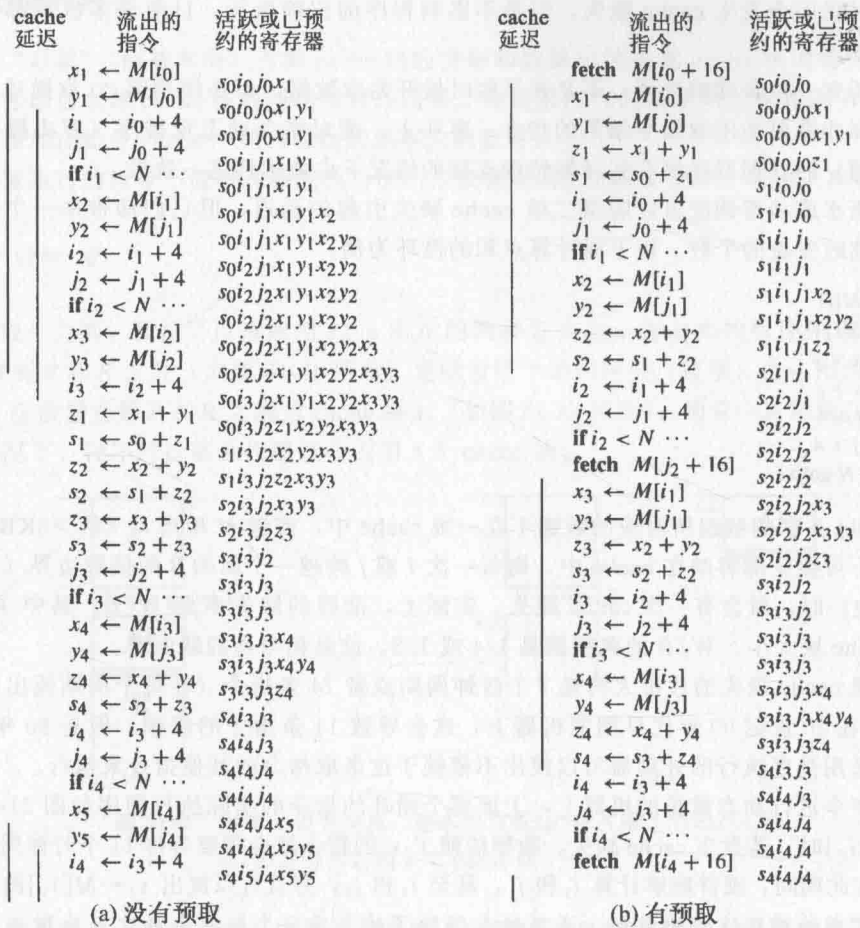 cache
延迟 流出的
指令 活跃或已预
约的寄存器
x₁ ← M[i₀] s₀i₀j₀x₁
y₁ ← M[j₀] s₀i₀j₀x₁y₁
i₁ ← i₀ + 4 s₀i₁j₀x₁y₁
j₁ ← j₀ + 4 s₀i₁j₁x₁y₁
if i₁ < N ⋯ s₀i₁j₁x₁y₁
x₂ ← M[i₁] s₀i₁j₁x₁y₁x₂
y₂ ← M[j₁] s₀i₁j₁x₁y₁x₂y₂
i₂ ← i₁ + 4 s₀i₂j₁x₁y₁x₂y₂
j₂ ← j₁ + 4 s₀i₂j₂x₁y₁x₂y₂
if i₂ < N ⋯ s₀i₂j₂x₁y₁x₂y₂
x₃ ← M[i₂] s₀i₂j₂x₁y₁x₂y₂x₃
y₃ ← M[j₂] s₀i₂j₂x₁y₁x₂y₂x₃y₃
i₃ ← i₂ + 4 s₀i₃j₂x₁y₁x₂y₂x₃y₃
z₁ ← x₁ + y₁ s₀i₃j₂z₁x₂y₂x₃y₃
s₁ ← s₀ + z₁ s₁i₃j₂x₂y₂x₃y₃
z₂ ← x₂ + y₂ s₁i₃j₂z₂x₃y₃
s₂ ← s₁ + z₂ s₂i₃j₂x₃y₃
z₃ ← x₃ + y₃ s₂i₃j₂z₃
s₃ ← s₂ + z₃ s₃i₃j₂
j₃ ← j₂ + 4 s₃i₃j₃
if i₃ < N ⋯ s₃i₃j₃
x₄ ← M[i₃] s₃i₃j₃x₄
y₄ ← M[j₃] s₃i₃j₃x₄y₄
z₄ ← x₄ + y₄ s₃i₃j₃z₄
s₄ ← s₂ + z₃ s₄i₃j₃
i₄ ← i₃ + 4 s₄i₄j₃
j₄ ← j₃ + 4 s₄i₄j₄
if i₄ < N ⋯ s₄i₄j₄
x₅ ← M[i₄] s₄i₄j₄x₅
y₅ ← M[j₄] s₄i₄j₄x₅y₅
i₄ ← i₃ + 4 s₄i₅j₄x₅y₅
(a) 没有预取
cache
延迟 流出的
指令 活跃或已预
约的寄存器
fetch M[i₀ + 16] s₀i₀j₀
x₁ ← M[i₀] s₀i₀j₀x₁
y₁ ← M[j₀] s₀i₀j₀x₁y₁
z₁ ← x₁ + y₁ s₀i₀j₀z₁
s₁ ← s₀ + z₁ s₁i₀j₀
i₁ ← i₀ + 4 s₁i₁j₀
j₁ ← j₀ + 4 s₁i₁j₁
if i₁ < N ⋯ s₁i₁j₁
x₂ ← M[i₁] s₁i₁j₁x₂
y₂ ← M[j₁] s₁i₁j₁x₂y₂
z₂ ← x₂ + y₂ s₁i₁j₁z₂
s₂ ← s₁ + z₂ s₂i₁j₁
i₂ ← i₁ + 4 s₂i₂j₁
j₂ ← j₁ + 4 s₂i₂j₂
if i₂ < N ⋯ s₂i₂j₂
fetch M[j₂ + 16] s₂i₂j₂
x₃ ← M[i₁] s₂i₂j₂x₃
y₃ ← M[j₁] s₂i₂j₂x₃y₃
z₃ ← x₂ + y₂ s₂i₂j₂z₃
s₃ ← s₂ + z₂ s₃i₂j₂
i₃ ← i₂ + 4 s₃i₃j₂
j₃ ← j₂ + 4 s₃i₃j₃
if i₃ < N ⋯ s₃i₃j₃
x₄ ← M[i₃] s₃i₃j₃x₄
y₄ ← M[j₃] s₃i₃j₃x₄y₄
z₄ ← x₄ + y₄ s₃i₃j₃z₄
s₄ ← s₃ + z₄ s₄i₃j₃
i₄ ← i₃ + 4 s₄i₄j₃
j₄ ← j₃ + 4 s₄i₄j₄
if i₄ < N ⋯ s₄i₄j₄
fetch M[i₄ + 16] s₄i₄j₄
(b) 有预取